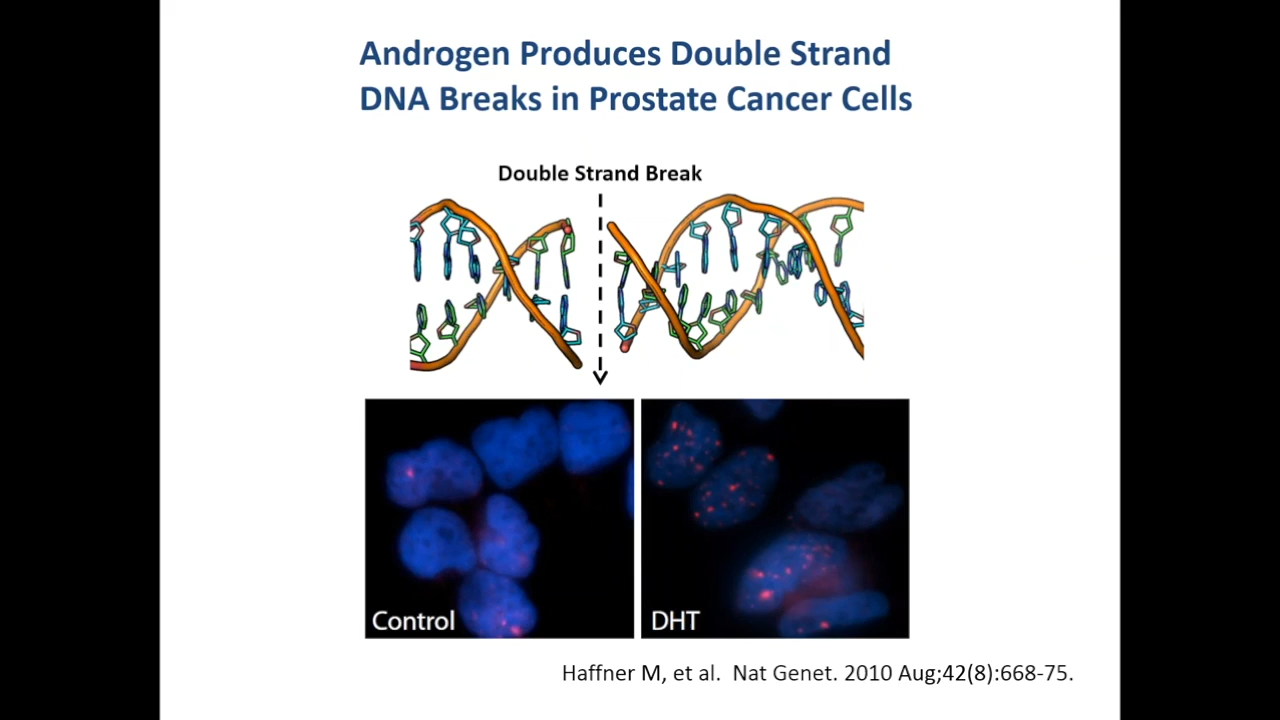 Androgen Produces Double Strand
DNA Breaks in Prostate Cancer Cells
Double Strand Break
Control
DHT
Haffner M, et al.  Nat Genet. 2010 Aug;42(8):668-75.